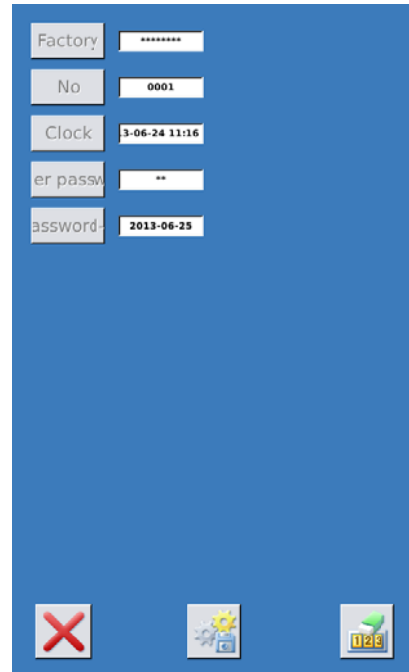 Factory ********
No 0001
Clock 3-06-24 11:16
er passw **
assword- 2013-06-25
123